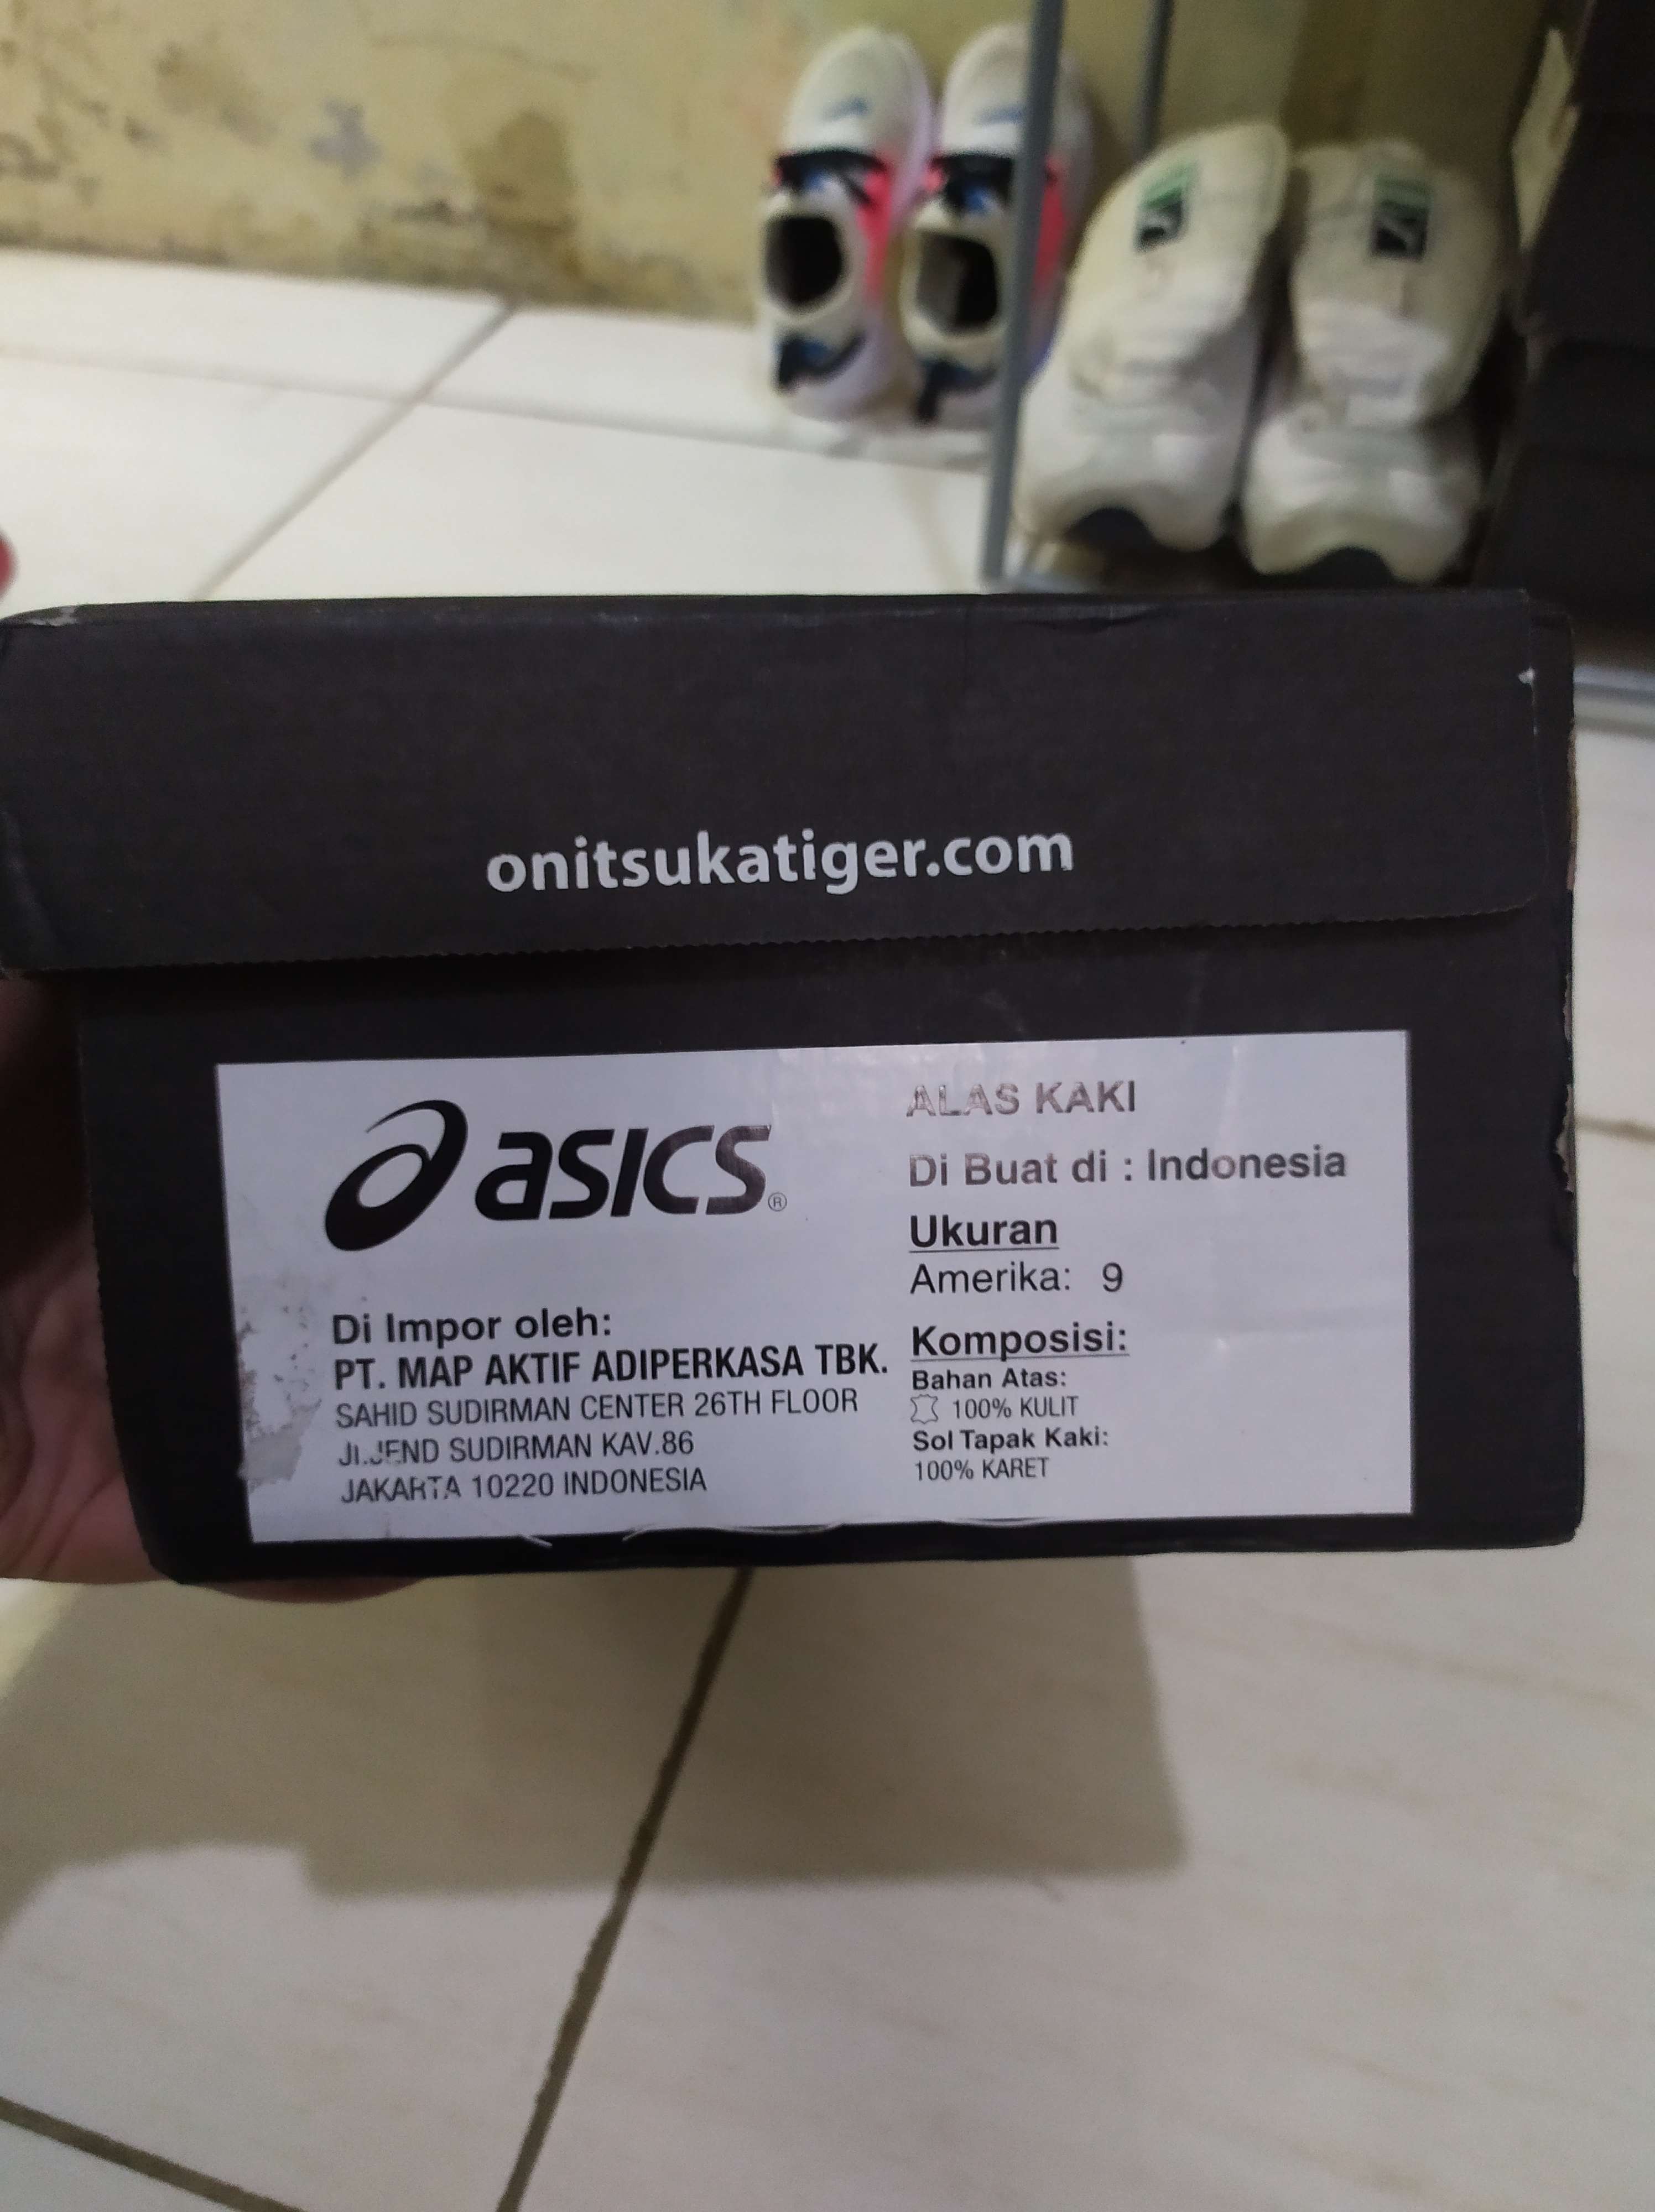 onitsukatiger.com
asics®
Di Impor oleh:
PT. MAP AKTIF ADIPERKASA TBK.
SAHID SUDIRMAN CENTER 26TH FLOOR
Jl.JEND SUDIRMAN KAV.86
JAKARTA 10220 INDONESIA
ALAS KAKI
Di Buat di : Indonesia
Ukuran
Amerika: 9
Komposisi:
Bahan Atas:
100% KULIT
Sol Tapak Kaki:
100% KARET